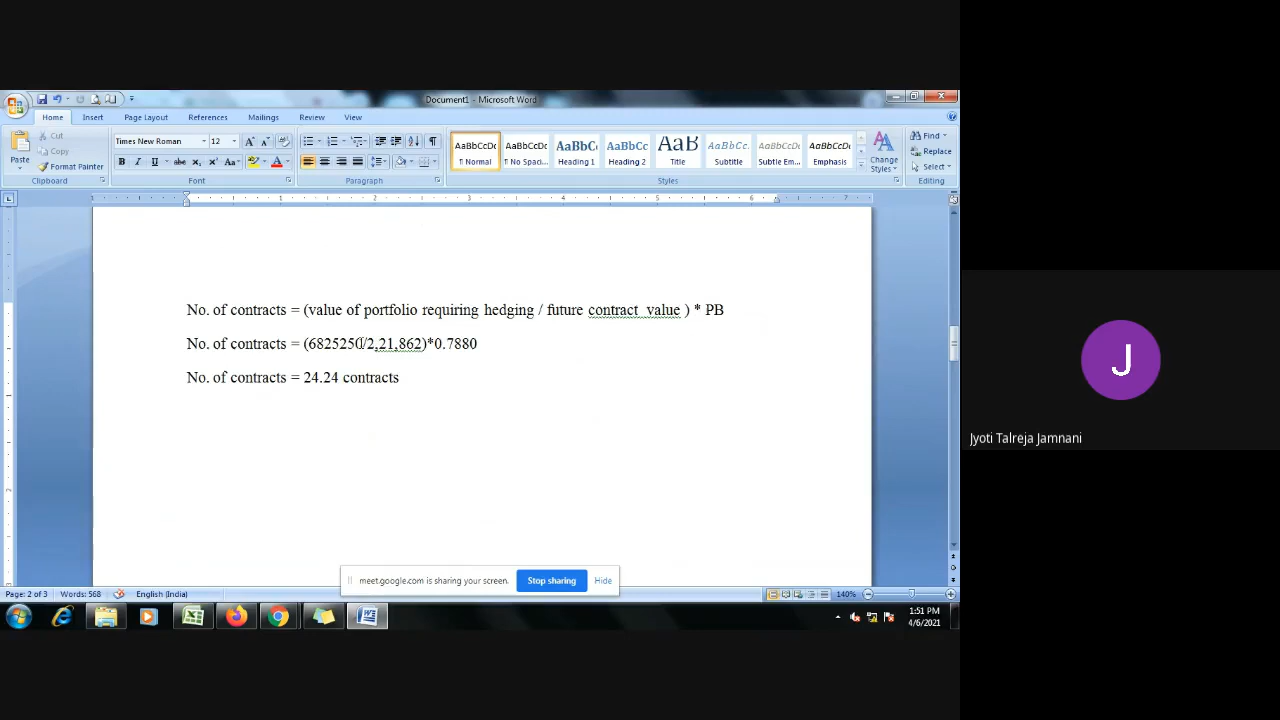 Document1 - Microsoft Word
Home Insert Page Layout References Mailings Review View
Paste
Cut
Copy
Format Painter
Clipboard
Times New Roman 12
Font
Paragraph
AaBbCcDc AaBbCcDc AaBbC AaBbCc AaB AaBbCc. AaBbCcDc AaBbCcDc
¶ Normal ¶ No Spaci... Heading 1 Heading 2 Title Subtitle Subtle Em... Emphasis
Styles
Change Styles
Find
Replace
Select
Editing
No. of contracts = (value of portfolio requiring hedging / future contract value ) * PB
No. of contracts = (6825250/2,21,862)*0.7880
No. of contracts = 24.24 contracts
meet.google.com is sharing your screen. Stop sharing Hide
Page: 2 of 3 Words: 568 English (India) 140%
1:51 PM
4/6/2021
J
Jyoti Talreja Jamnani